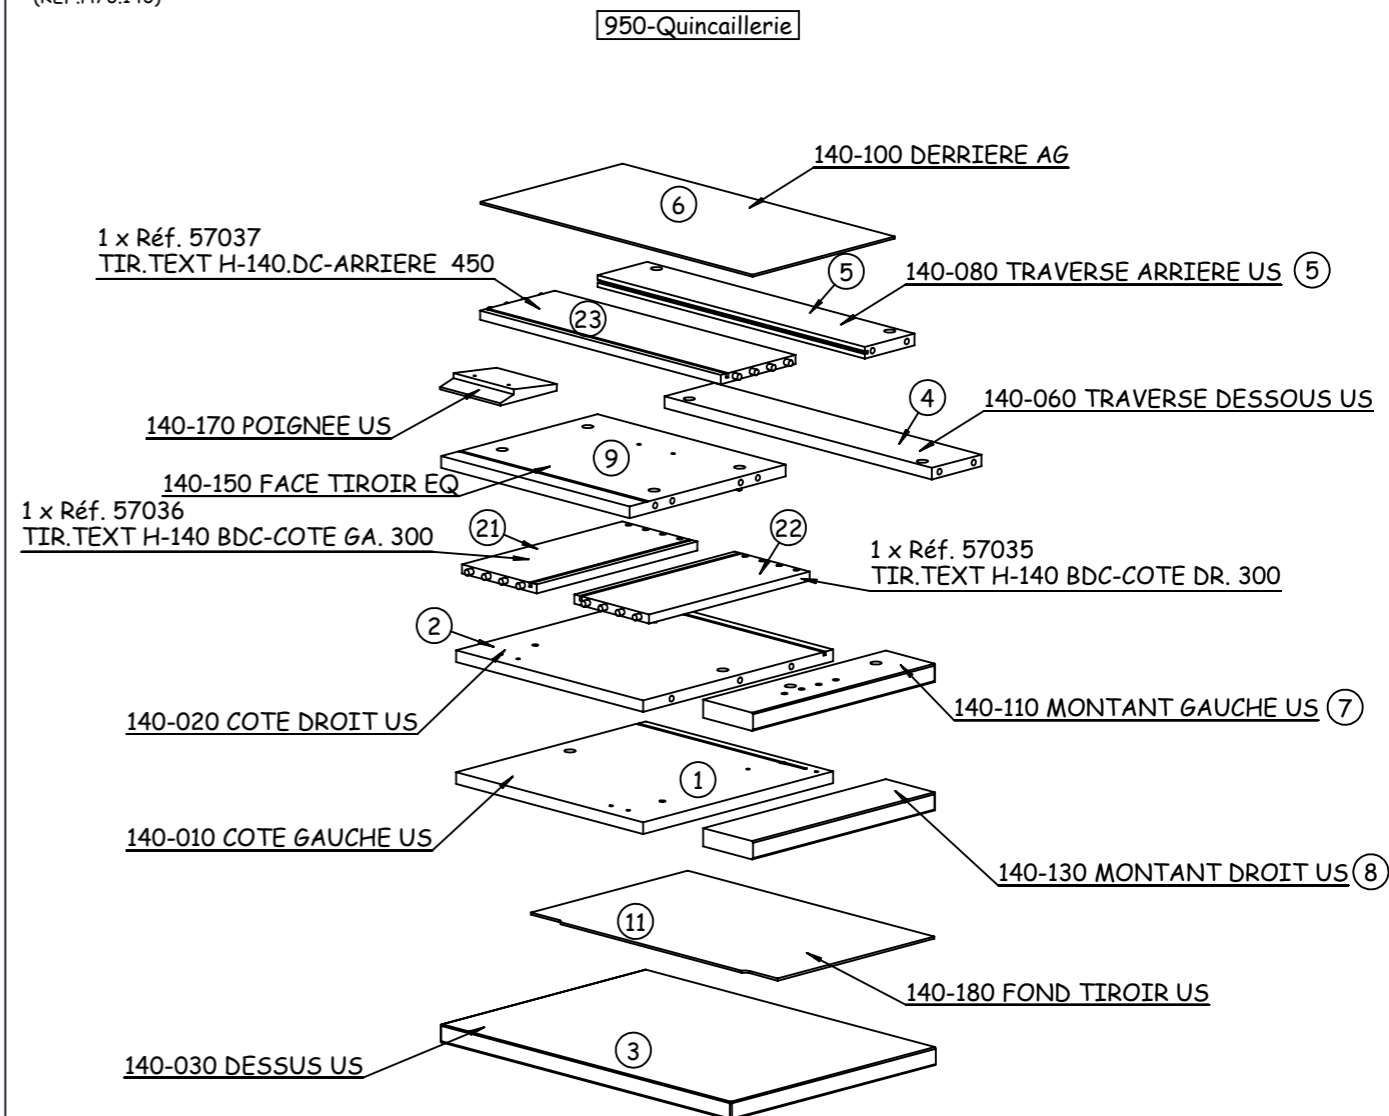 950-Quincaillerie
140-100 DERRIERE AG
6
1 x Réf. 57037
TIR.TEXT H-140.DC-ARRIERE 450
5
140-080 TRAVERSE ARRIERE US 5
23
140-170 POIGNEE US
4
140-060 TRAVERSE DESSOUS US
9
140-150 FACE TIROIR EQ
1 x Réf. 57036
TIR.TEXT H-140 BDC-COTE GA. 300
21
22
1 x Réf. 57035
TIR.TEXT H-140 BDC-COTE DR. 300
2
140-020 COTE DROIT US
140-110 MONTANT GAUCHE US 7
1
140-010 COTE GAUCHE US
140-130 MONTANT DROIT US 8
11
140-180 FOND TIROIR US
3
140-030 DESSUS US